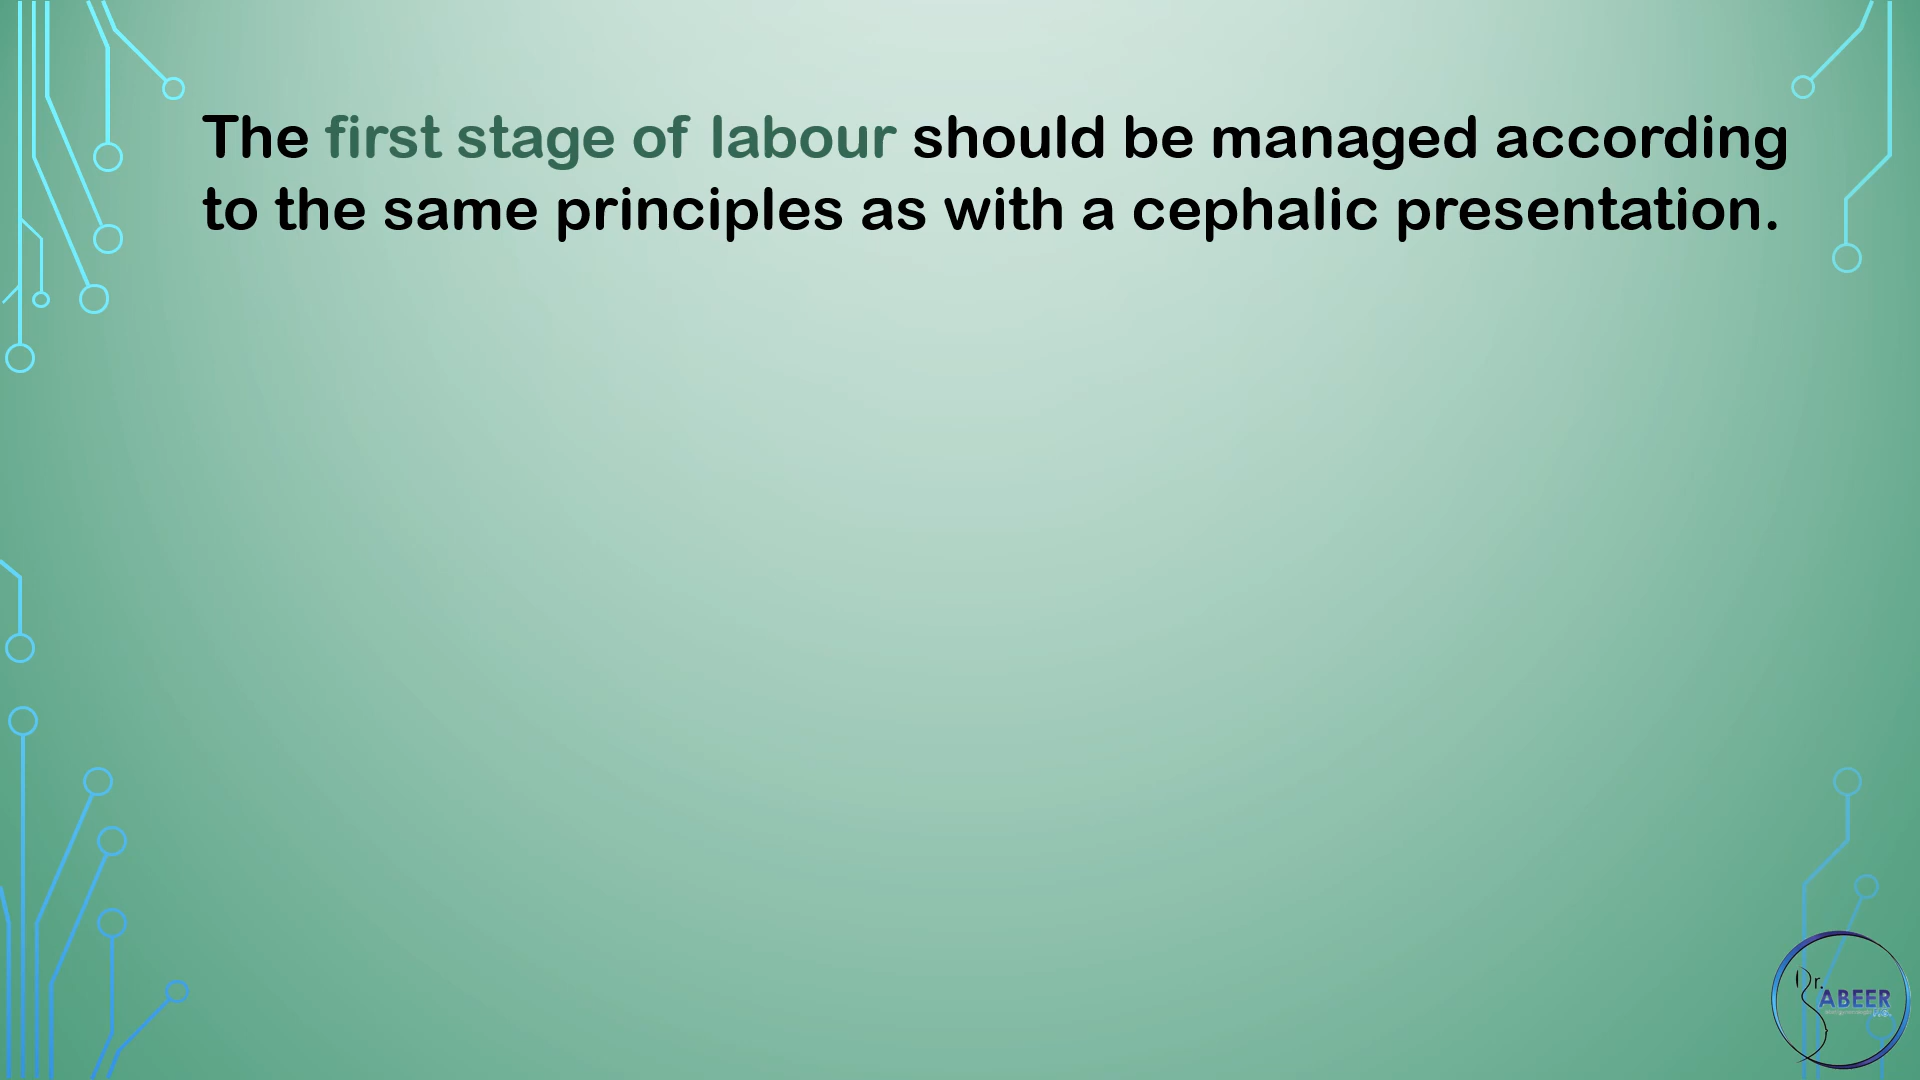 The first stage of labour should be managed according
to the same principles as with a cephalic presentation.
Dr.
ABEER